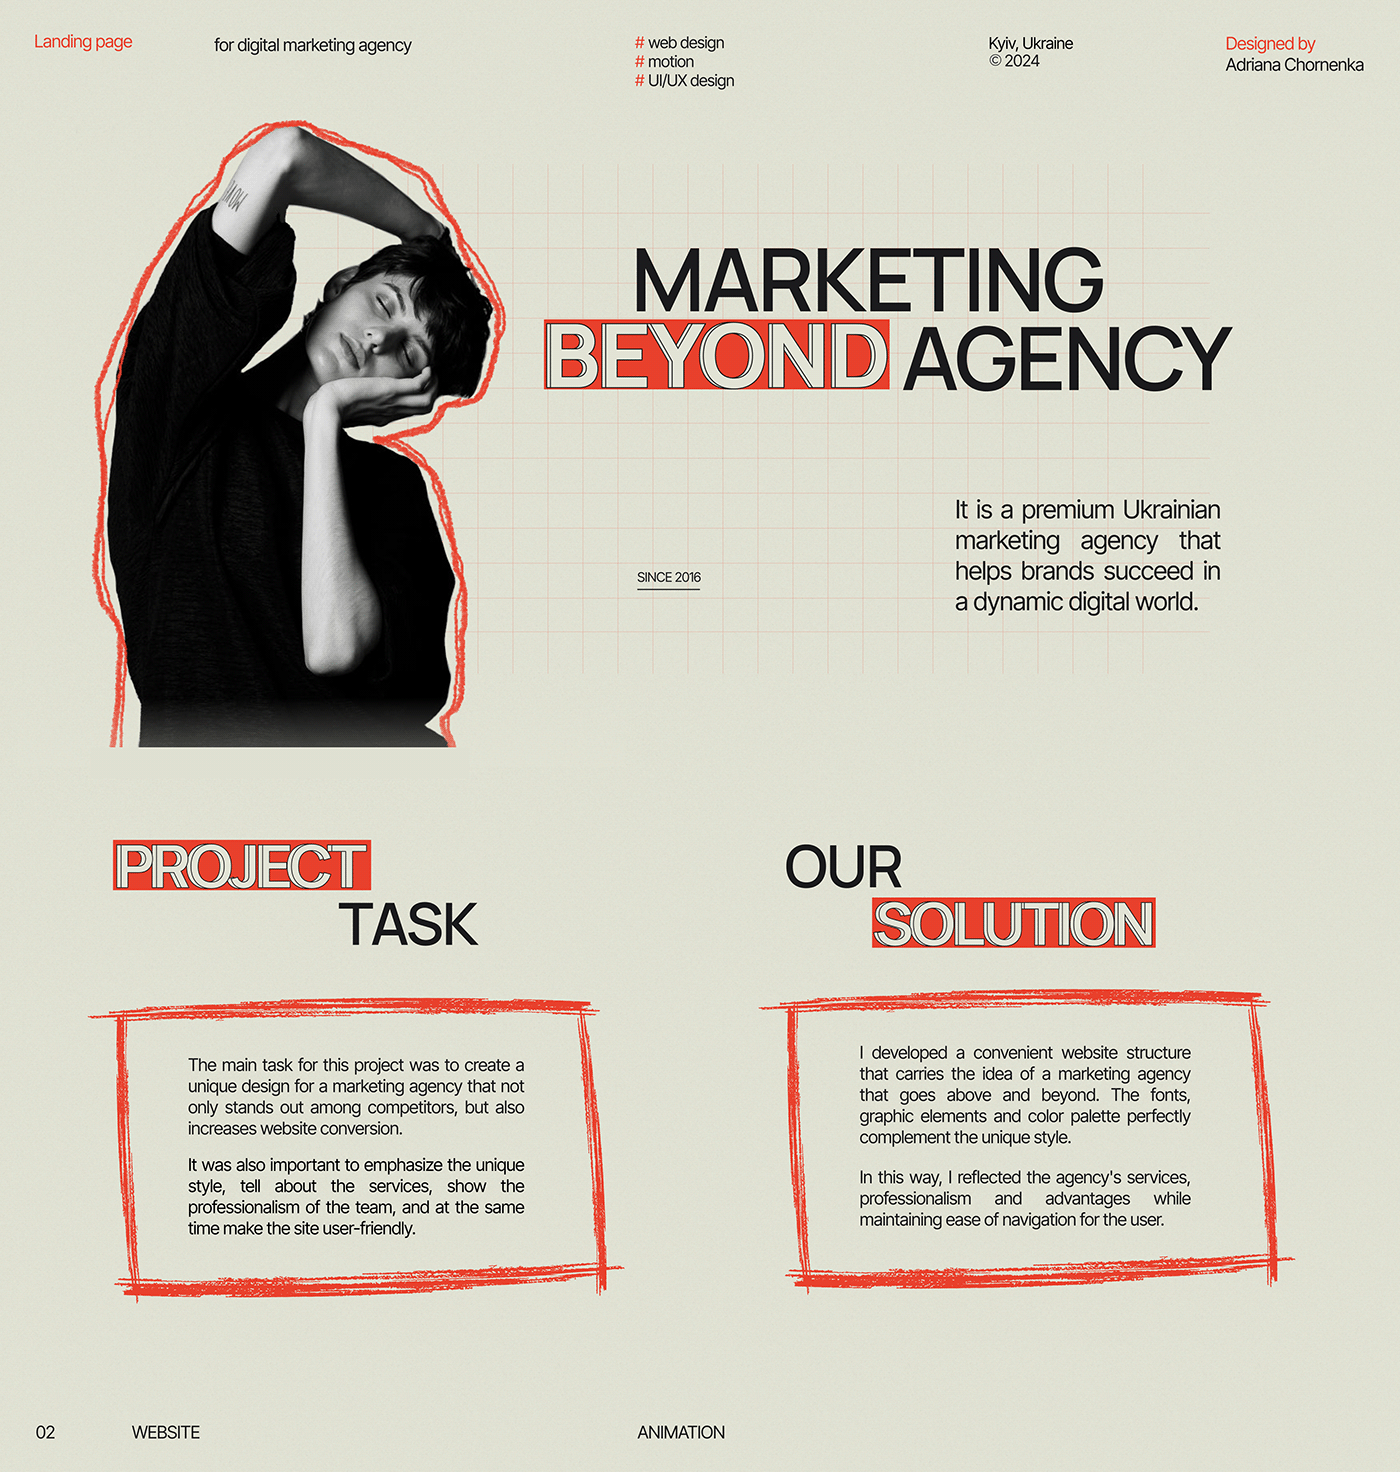 Landing page
for digital marketing agency
# web design
# motion
# UI/UX design
Kyiv, Ukraine
© 2024
Designed by
Adriana Chornenka
MARKETING
BEYOND AGENCY
It is a premium Ukrainian
marketing agency that
helps brands succeed in
a dynamic digital world.
SINCE 2016
PROJECT
TASK
The main task for this project was to create a
unique design for a marketing agency that not
only stands out among competitors, but also
increases website conversion.
It was also important to emphasize the unique
style, tell about the services, show the
professionalism of the team, and at the same
time make the site user-friendly.
OUR
SOLUTION
I developed a convenient website structure
that carries the idea of a marketing agency
that goes above and beyond. The fonts,
graphic elements and color palette perfectly
complement the unique style.
In this way, I reflected the agency's services,
professionalism and advantages while
maintaining ease of navigation for the user.
02
WEBSITE
ANIMATION